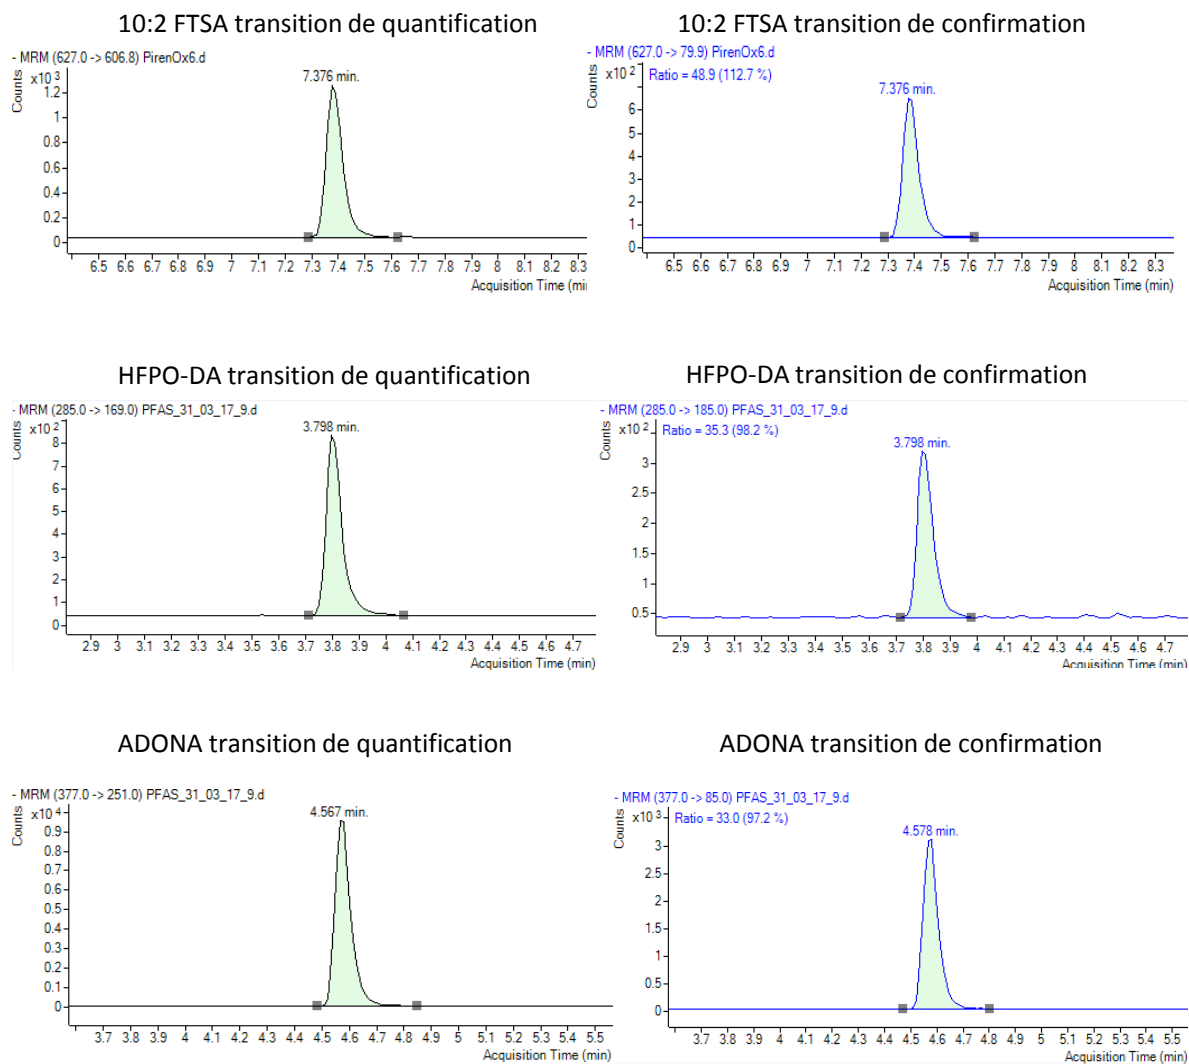 10:2 FTSA transition de quantification
- MRM (627.0 -> 606.8) PirenOx6.d
Counts
x10 3
7.376 min.
1.2
1
0.8
0.6
0.4
0.2
0
6.5 6.6 6.7 6.8 6.9 7 7.1 7.2 7.3 7.4 7.5 7.6 7.7 7.8 7.9 8 8.1 8.2 8.3
Acquisition Time (min
10:2 FTSA transition de confirmation
- MRM (627.0 -> 79.9) PirenOx6.d
Counts
x10 2
Ratio = 48.9 (112.7 %)
7.376 min.
6
5
4
3
2
1
0
6.5 6.6 6.7 6.8 6.9 7 7.1 7.2 7.3 7.4 7.5 7.6 7.7 7.8 7.9 8 8.1 8.2 8.3
Acquisition Time (min)
HFPO-DA transition de quantification
- MRM (285.0 -> 169.0) PFAS_31_03_17_9.d
Counts
x10 2
3.798 min.
8
7
6
5
4
3
2
1
0
2.9 3 3.1 3.2 3.3 3.4 3.5 3.6 3.7 3.8 3.9 4 4.1 4.2 4.3 4.4 4.5 4.6 4.7
Acquisition Time (min)
HFPO-DA transition de confirmation
- MRM (285.0 -> 185.0) PFAS_31_03_17_9.d
Counts
x10 2
Ratio = 35.3 (98.2 %)
3.798 min.
3
2.5
2
1.5
1
0.5
2.9 3 3.1 3.2 3.3 3.4 3.5 3.6 3.7 3.8 3.9 4 4.1 4.2 4.3 4.4 4.5 4.6 4.7
Acquisition Time (min)
ADONA transition de quantification
- MRM (377.0 -> 251.0) PFAS_31_03_17_9.d
Counts
x10 4
4.567 min.
0.9
0.8
0.7
0.6
0.5
0.4
0.3
0.2
0.1
0
3.7 3.8 3.9 4 4.1 4.2 4.3 4.4 4.5 4.6 4.7 4.8 4.9 5 5.1 5.2 5.3 5.4 5.5
Acquisition Time (min)
ADONA transition de confirmation
- MRM (377.0 -> 85.0) PFAS_31_03_17_9.d
Counts
x10 3
Ratio = 33.0 (97.2 %)
4.578 min.
3
2.5
2
1.5
1
0.5
0
3.7 3.8 3.9 4 4.1 4.2 4.3 4.4 4.5 4.6 4.7 4.8 4.9 5 5.1 5.2 5.3 5.4 5.5
Acquisition Time (min)